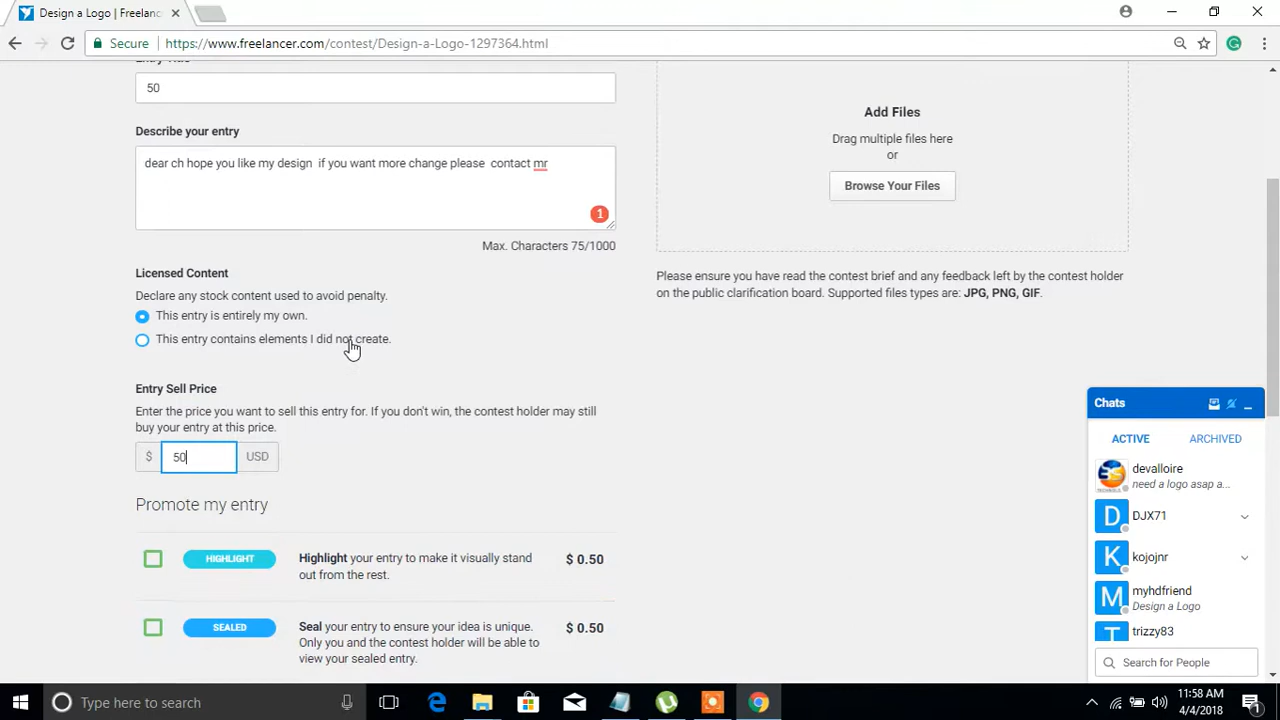 Design a Logo | Freelance
Secure
https://www.freelancer.com/contest/Design-a-Logo-1297364.html
Entry Title
50
Describe your entry
dear ch hope you like my design if you want more change please contact mr
1
Max. Characters 75/1000
Licensed Content
Declare any stock content used to avoid penalty.
This entry is entirely my own.
This entry contains elements I did not create.
Entry Sell Price
Enter the price you want to sell this entry for. If you don't win, the contest holder may still
buy your entry at this price.
$ 50 USD
Promote my entry
HIGHLIGHT
Highlight your entry to make it visually stand
out from the rest.
$ 0.50
SEALED
Seal your entry to ensure your idea is unique.
Only you and the contest holder will be able to
view your sealed entry.
$ 0.50
Add Files
Drag multiple files here
or
Browse Your Files
Please ensure you have read the contest brief and any feedback left by the contest holder
on the public clarification board. Supported files types are: JPG, PNG, GIF.
Chats
ACTIVE
ARCHIVED
devalloire
need a logo asap a...
D
DJX71
K
kojojnr
M
myhdfriend
Design a Logo
T
trizzy83
Search for People
Type here to search
11:58 AM
4/4/2018
1